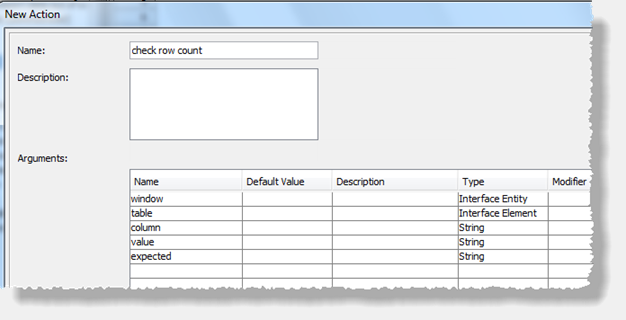 New Action
Name: check row count
Description:
Arguments:
Name Default Value Description Type Modifier
window Interface Entity
table Interface Element
column String
value String
expected String